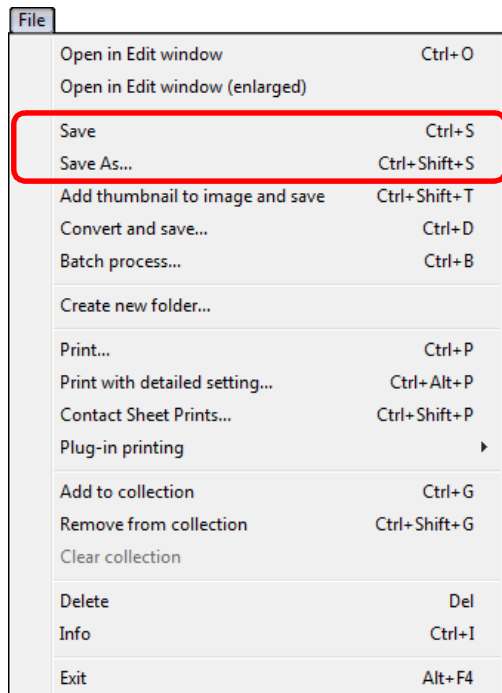 File
Open in Edit window Ctrl+O
Open in Edit window (enlarged)
Save Ctrl+S
Save As... Ctrl+Shift+S
Add thumbnail to image and save Ctrl+Shift+T
Convert and save... Ctrl+D
Batch process... Ctrl+B
Create new folder...
Print... Ctrl+P
Print with detailed setting... Ctrl+Alt+P
Contact Sheet Prints... Ctrl+Shift+P
Plug-in printing
Add to collection Ctrl+G
Remove from collection Ctrl+Shift+G
Clear collection
Delete Del
Info Ctrl+I
Exit Alt+F4